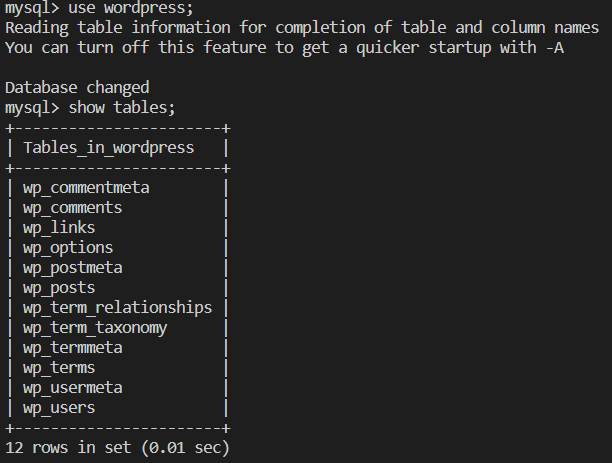 mysql> use wordpress;
Reading table information for completion of table and column names
You can turn off this feature to get a quicker startup with -A

Database changed
mysql> show tables;
+-----------------------+
| Tables_in_wordpress   |
+-----------------------+
| wp_commentmeta        |
| wp_comments           |
| wp_links              |
| wp_options            |
| wp_postmeta           |
| wp_posts              |
| wp_term_relationships |
| wp_term_taxonomy      |
| wp_termmeta           |
| wp_terms              |
| wp_usermeta           |
| wp_users              |
+-----------------------+
12 rows in set (0.01 sec)